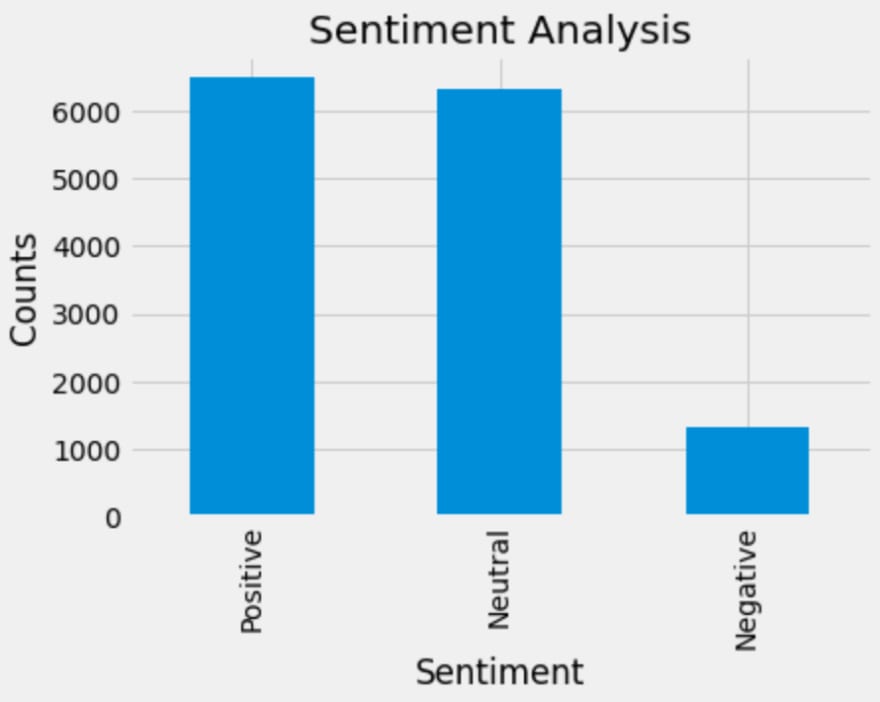 Sentiment Analysis
Counts
6000
5000
4000
3000
2000
1000
0
Positive
Neutral
Negative
Sentiment